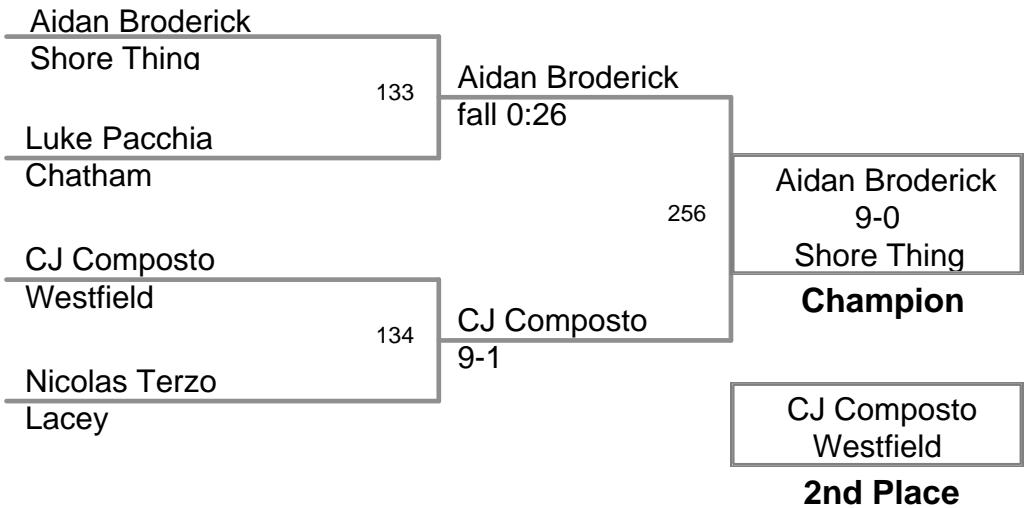 Aidan Broderick
Shore Thing
133
Aidan Broderick
fall 0:26
Luke Pacchia
Chatham
256
Aidan Broderick
9-0
Shore Thing
Champion
CJ Composto
Westfield
134
CJ Composto
9-1
Nicolas Terzo
Lacey
CJ Composto
Westfield
2nd Place